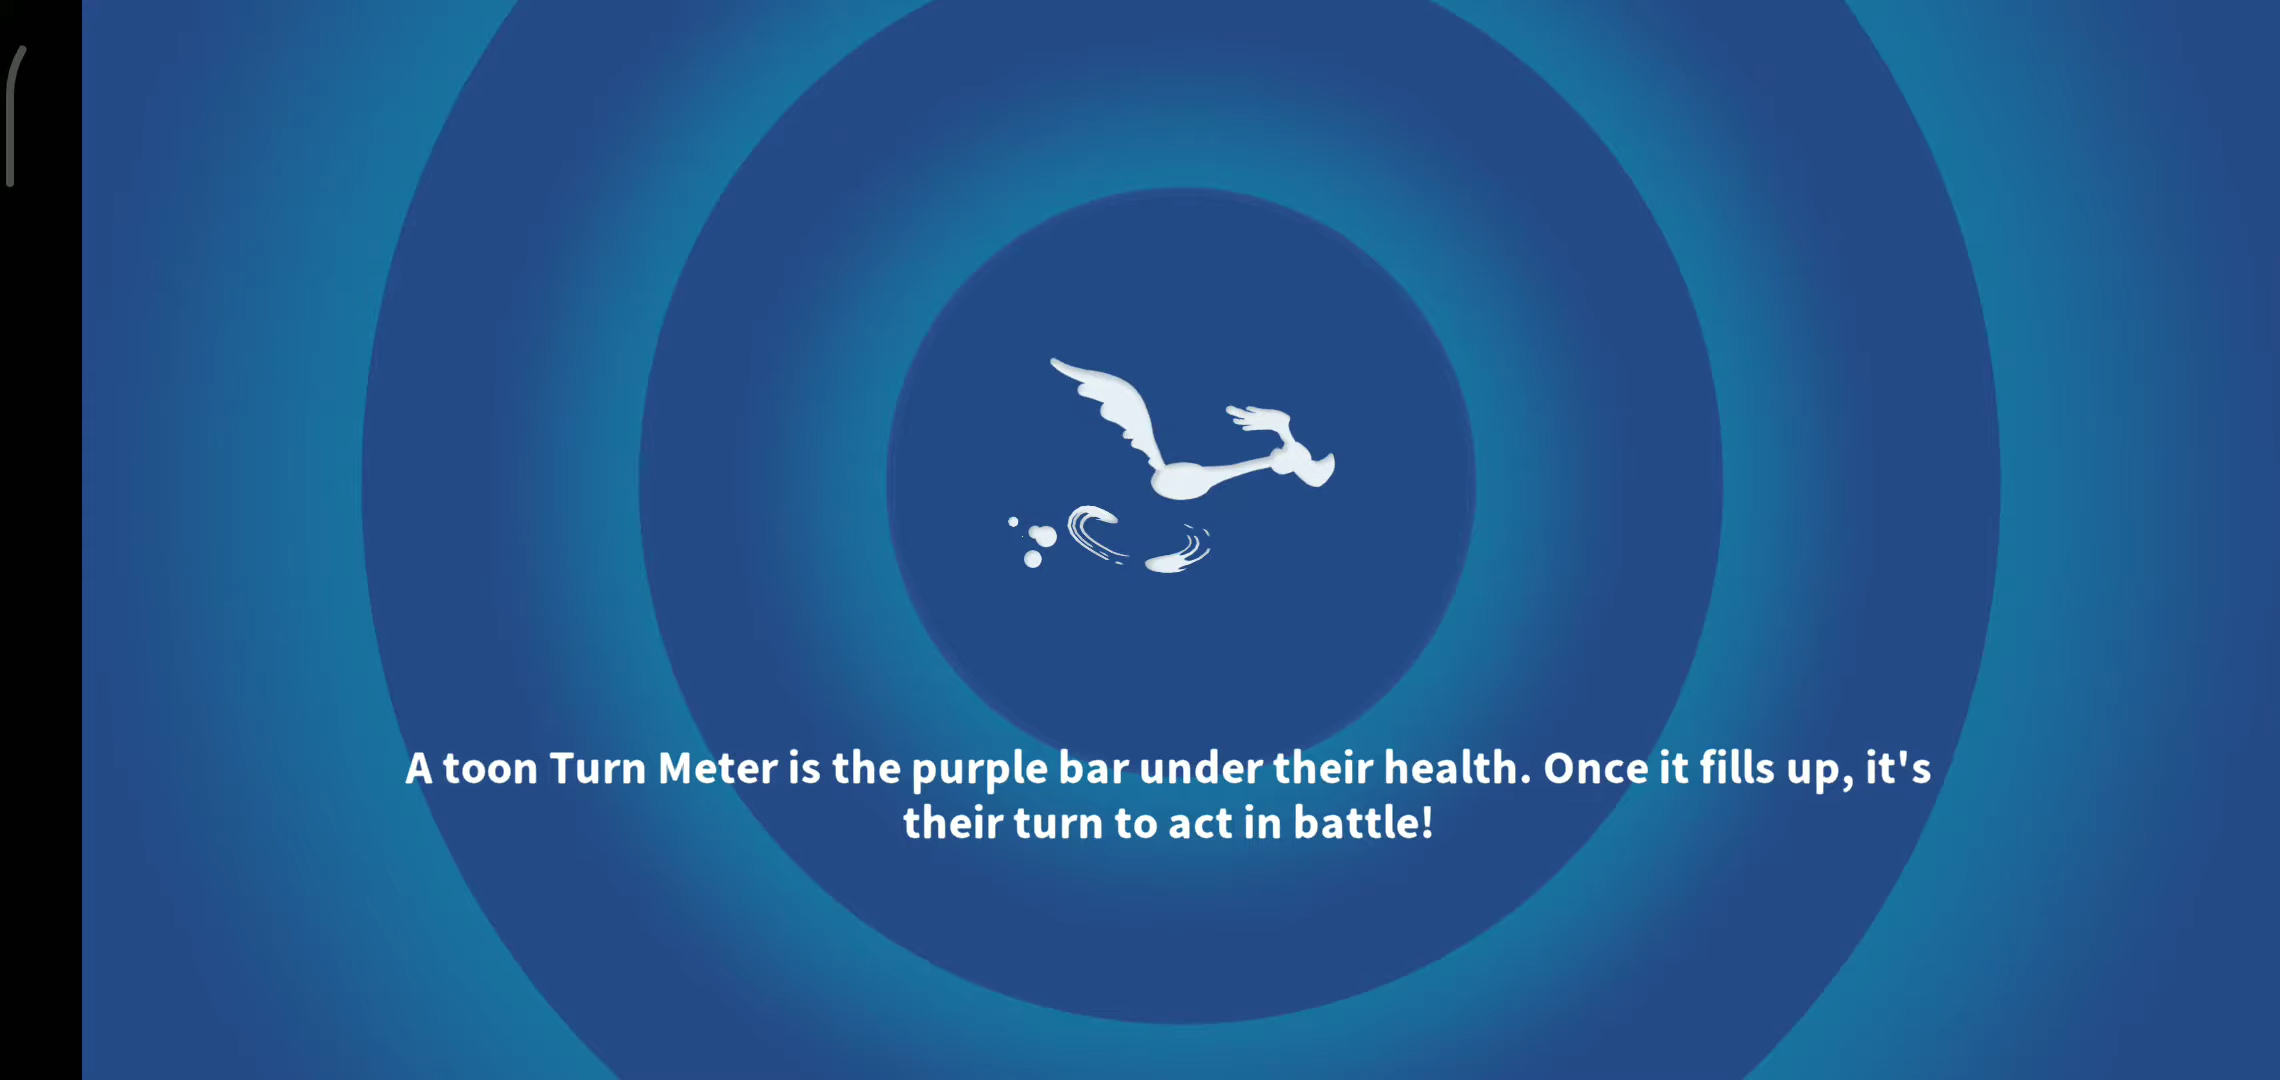 A toon Turn Meter is the purple bar under their health. Once it fills up, it's
their turn to act in battle!